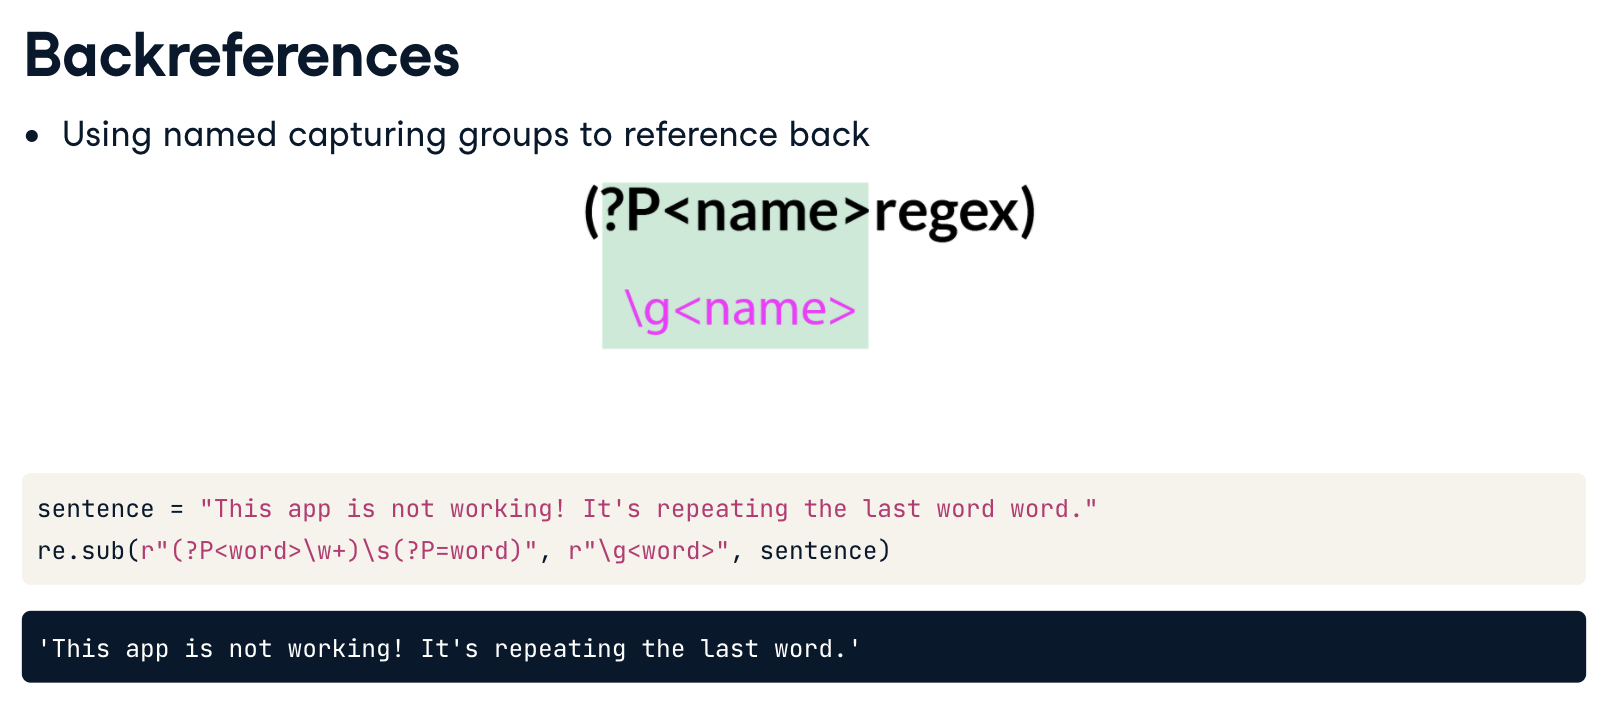 Backreferences
• Using named capturing groups to reference back
(?P<name>regex)
\g<name>
sentence = "This app is not working! It's repeating the last word word."
re.sub(r"(?P<word>\w+)\s(?P=word)", r"\g<word>", sentence)
'This app is not working! It's repeating the last word.'